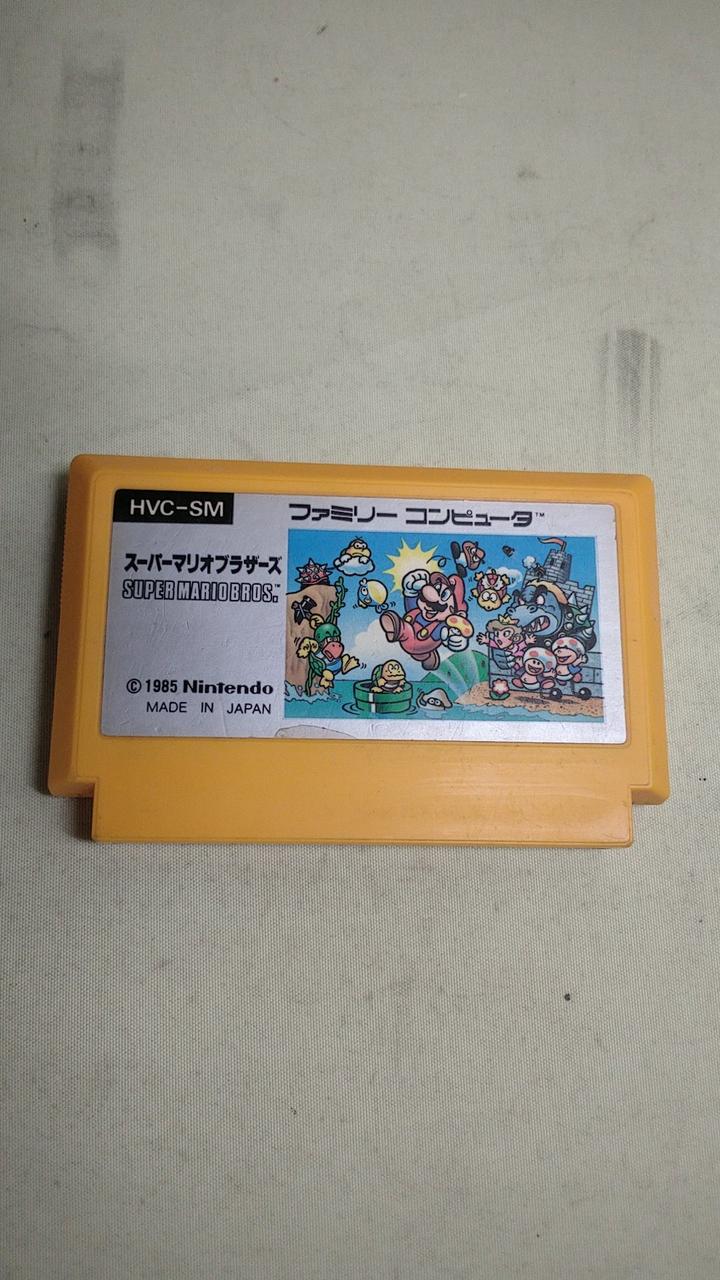 HVC-SM
ファミリー コンピュータ™
スーパーマリオブラザーズ
SUPER MARIO BROS.™
© 1985 Nintendo
MADE IN JAPAN